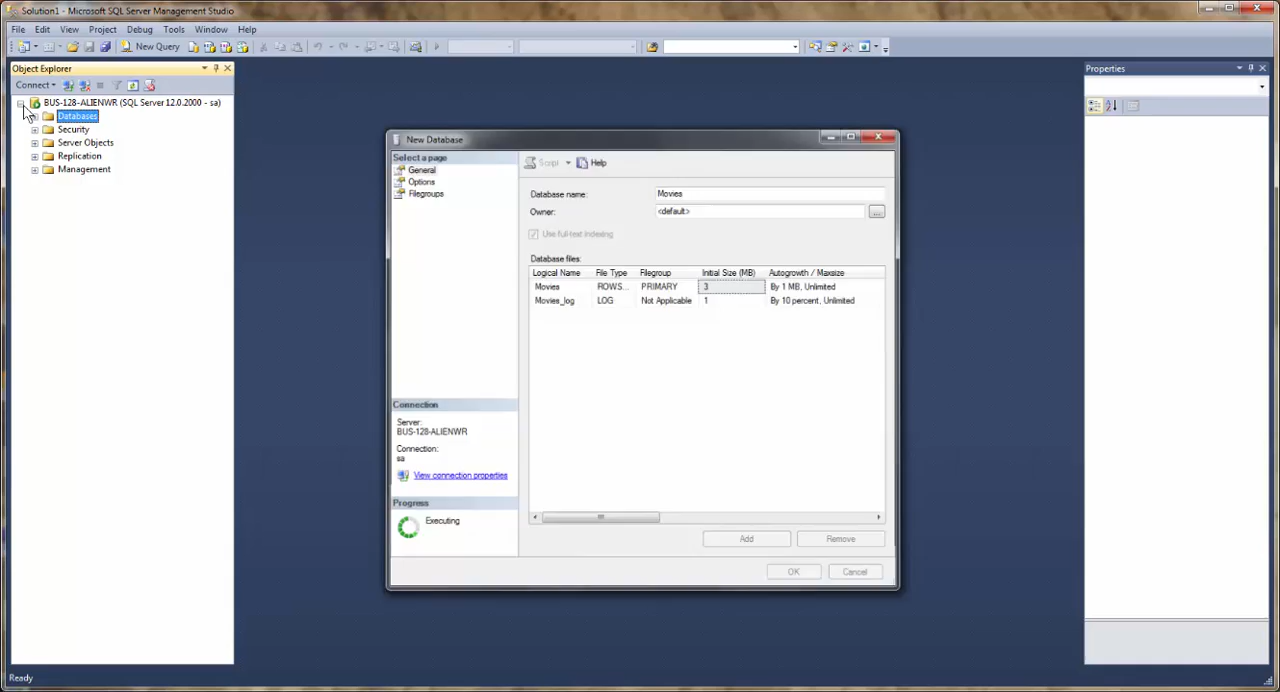 Solution1 - Microsoft SQL Server Management Studio
File Edit View Project Debug Tools Window Help
New Query
Object Explorer
Properties
Connect
BUS-128-ALIENWR (SQL Server 12.0.2000 - sa)
Databases
Security
Server Objects
Replication
Management
New Database
Select a page
General
Options
Filegroups
Script Help
Database name: Movies
Owner: <default> ...
Use full-text indexing
Database files:
Logical Name File Type Filegroup Initial Size (MB) Autogrowth / Maxsize
Movies ROWS... PRIMARY 3 By 1 MB, Unlimited
Movies_log LOG Not Applicable 1 By 10 percent, Unlimited
Connection
Server:
BUS-128-ALIENWR
Connection:
sa
View connection properties
Progress
Executing
Add Remove
OK Cancel
Ready